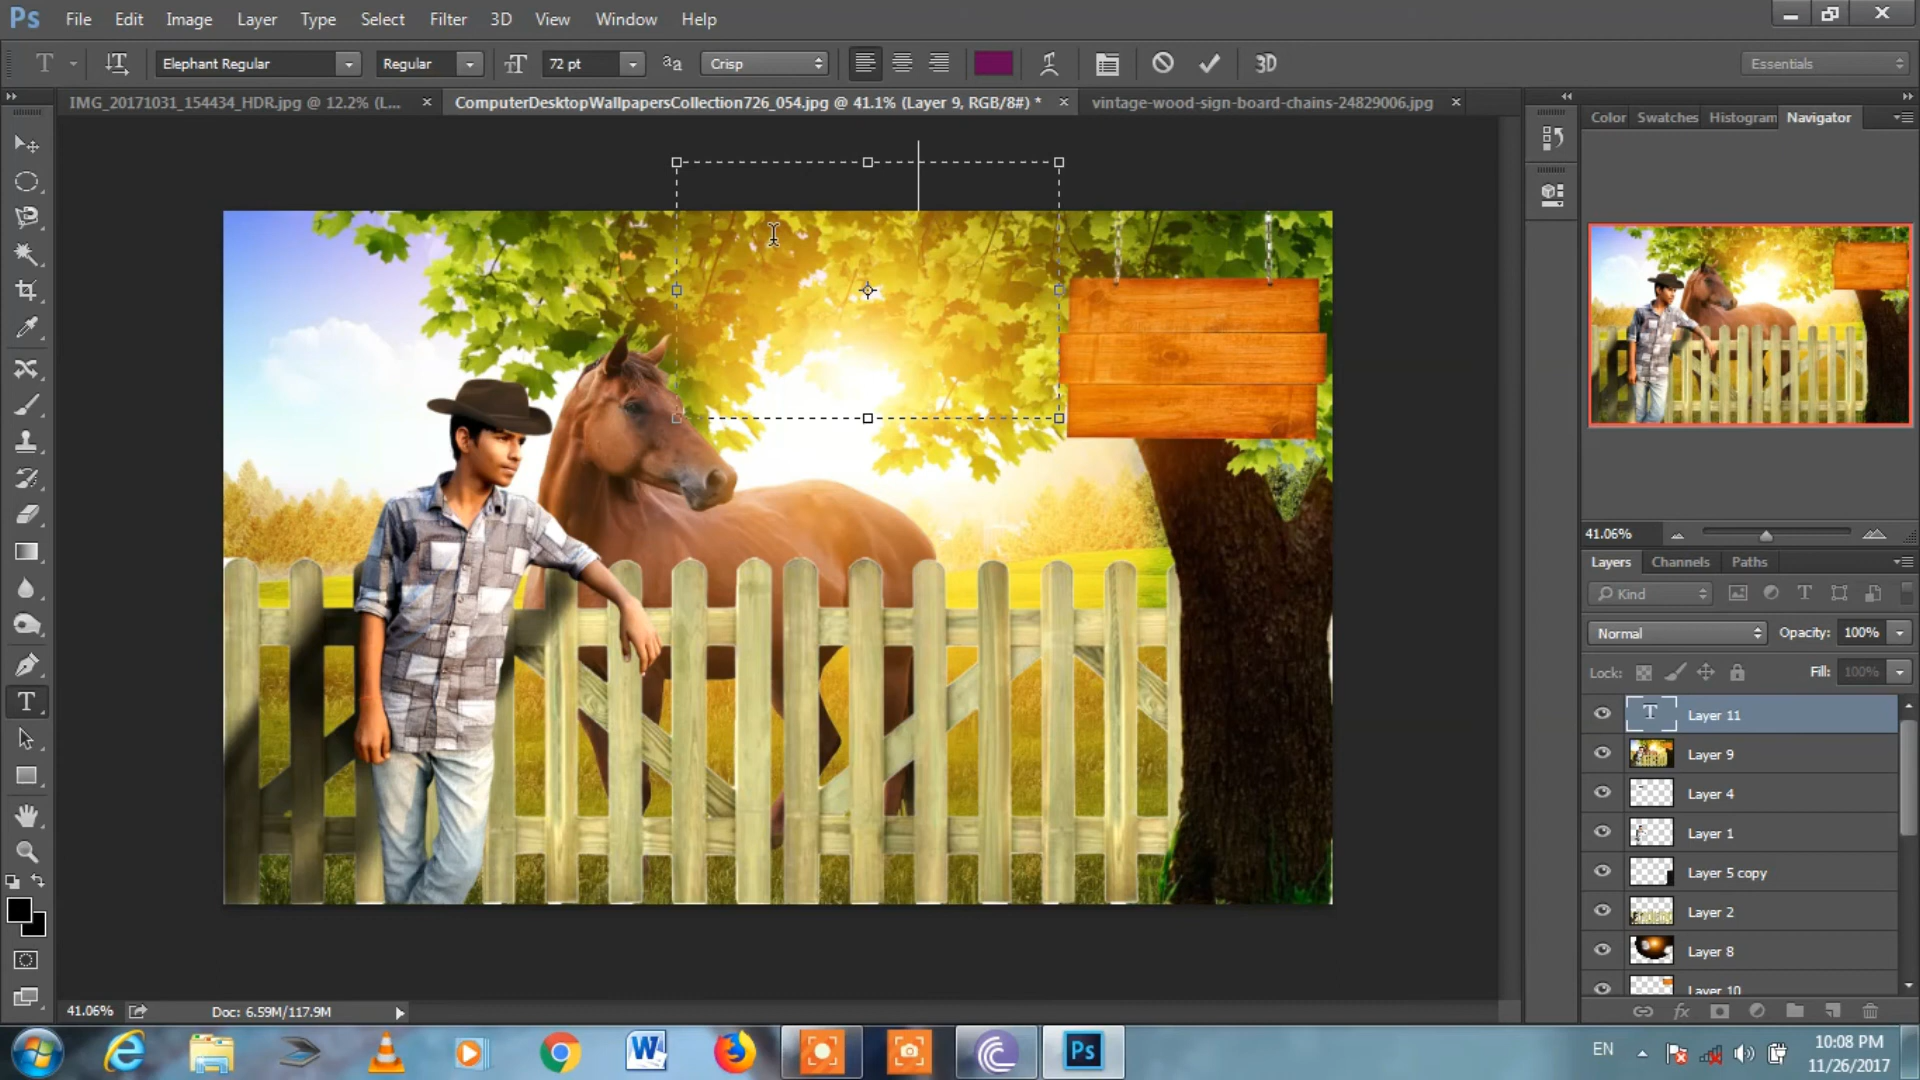 Ps File Edit Image Layer Type Select Filter 3D View Window Help
T Elephant Regular Regular 72 pt aa Crisp 3D Essentials
IMG_20171031_154434_HDR.jpg @ 12.2% (L... × ComputerDesktopWallpapersCollection726_054.jpg @ 41.1% (Layer 9, RGB/8#) * × vintage-wood-sign-board-chains-24829006.jpg ×
Color Swatches Histogram Navigator
41.06%
Layers Channels Paths
Kind
Normal Opacity: 100%
Lock: Fill: 100%
Layer 11
Layer 9
Layer 4
Layer 1
Layer 5 copy
Layer 2
Layer 8
Layer 10
41.06% Doc: 6.59M/117.9M
EN 10:08 PM
11/26/2017